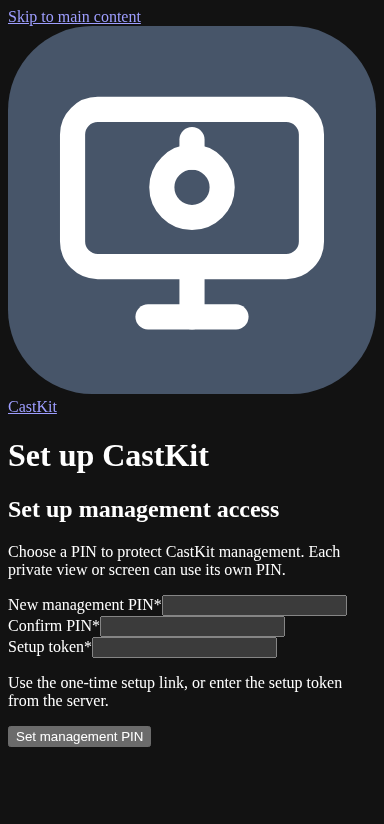 Skip to main content
CastKit
Set up CastKit
Set up management access
Choose a PIN to protect CastKit management. Each
private view or screen can use its own PIN.
New management PIN*
Confirm PIN*
Setup token*
Use the one-time setup link, or enter the setup token
from the server.
Set management PIN